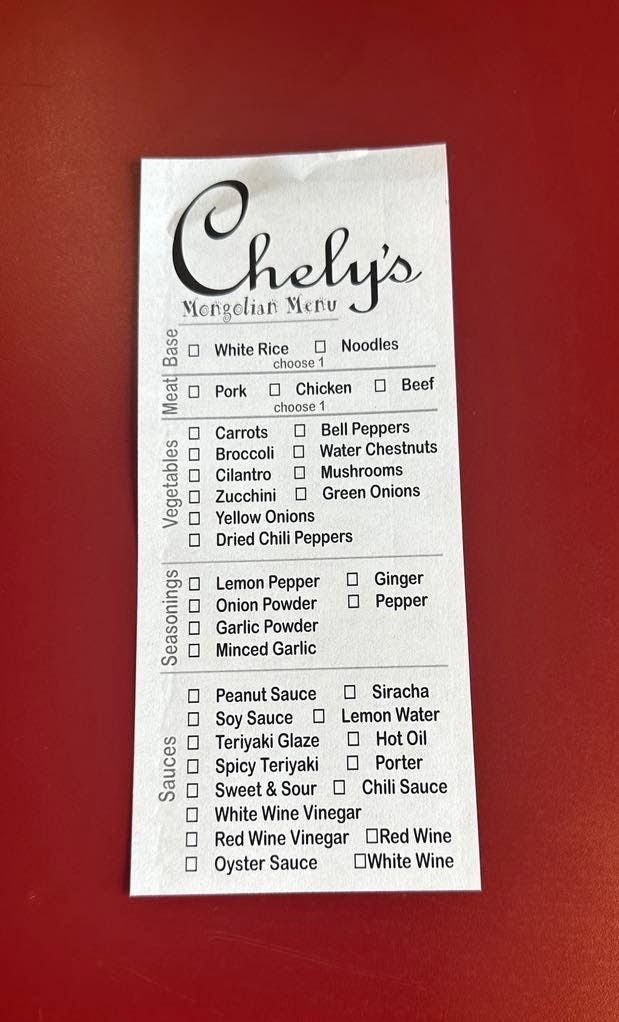 Chely's
Mongolian Menu
Base
☐ White Rice ☐ Noodles
choose 1
Meat
☐ Pork ☐ Chicken ☐ Beef
choose 1
Vegetables
☐ Carrots ☐ Bell Peppers
☐ Broccoli ☐ Water Chestnuts
☐ Cilantro ☐ Mushrooms
☐ Zucchini ☐ Green Onions
☐ Yellow Onions
☐ Dried Chili Peppers
Seasonings
☐ Lemon Pepper ☐ Ginger
☐ Onion Powder ☐ Pepper
☐ Garlic Powder
☐ Minced Garlic
Sauces
☐ Peanut Sauce ☐ Siracha
☐ Soy Sauce ☐ Lemon Water
☐ Teriyaki Glaze ☐ Hot Oil
☐ Spicy Teriyaki ☐ Porter
☐ Sweet & Sour ☐ Chili Sauce
☐ White Wine Vinegar
☐ Red Wine Vinegar ☐Red Wine
☐ Oyster Sauce ☐White Wine